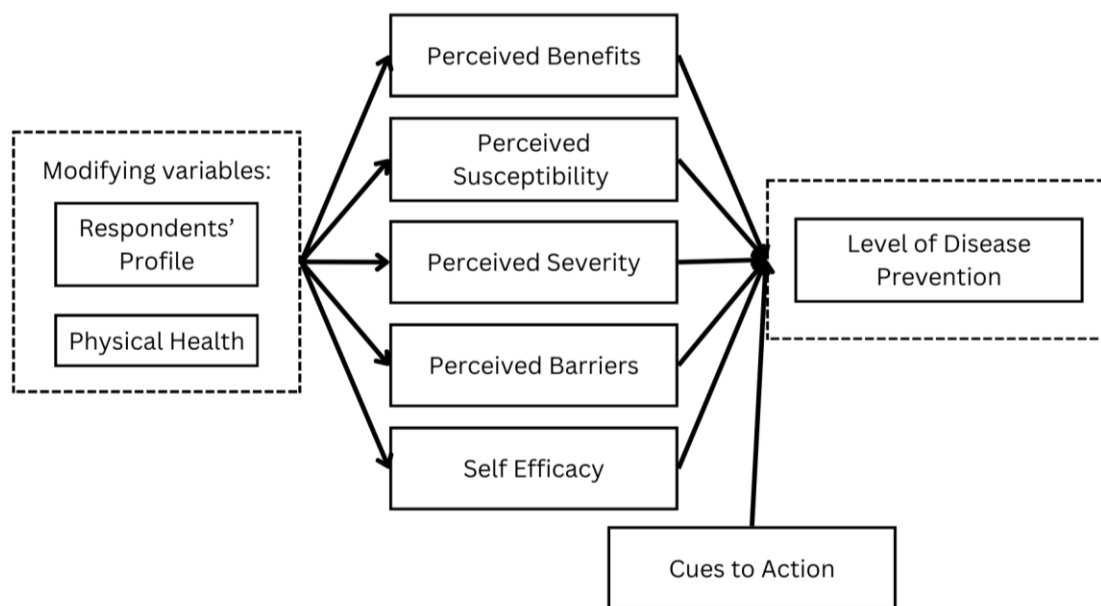 Modifying variables:
Respondents’
Profile
Physical Health
Perceived Benefits
Perceived
Susceptibility
Perceived Severity
Perceived Barriers
Self Efficacy
Cues to Action
Level of Disease
Prevention